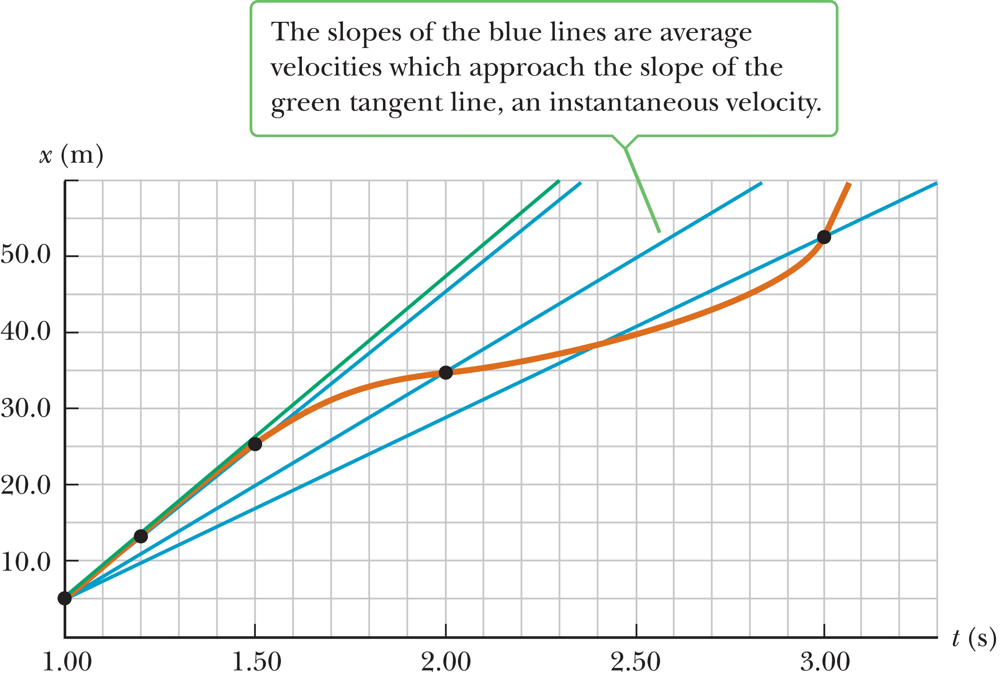 The slopes of the blue lines are average
velocities which approach the slope of the
green tangent line, an instantaneous velocity.
x (m)
50.0
40.0
30.0
20.0
10.0
t (s)
1.00 1.50 2.00 2.50 3.00